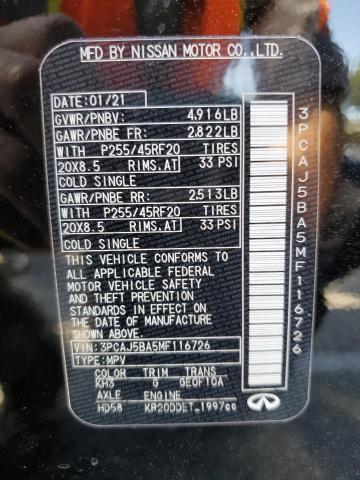 MFD BY NISSAN MOTOR CO.,LTD.
DATE:01/21
GVWR/PNBV: 4,916LB
GAWR/PNBE FR: 2,822LB
WITH P255/45RF20 TIRES
20X8.5 RIMS.AT 33 PSI
COLD SINGLE
GAWR/PNBE RR: 2,513LB
WITH P255/45RF20 TIRES
20X8.5 RIMS.AT 33 PSI
COLD SINGLE
THIS VEHICLE CONFORMS TO
ALL APPLICABLE FEDERAL
MOTOR VEHICLE SAFETY
AND THEFT PREVENTION
STANDARDS IN EFFECT ON
THE DATE OF MANUFACTURE
SHOWN ABOVE
VIN:3PCAJ5BA5MF116726
TYPE:MPV
COLOR TRIM TRANS
KH3 G GE0F10A
AXLE ENGINE
HD58 KR20DDET 1997cc
3PCAJ5BA5MF116726